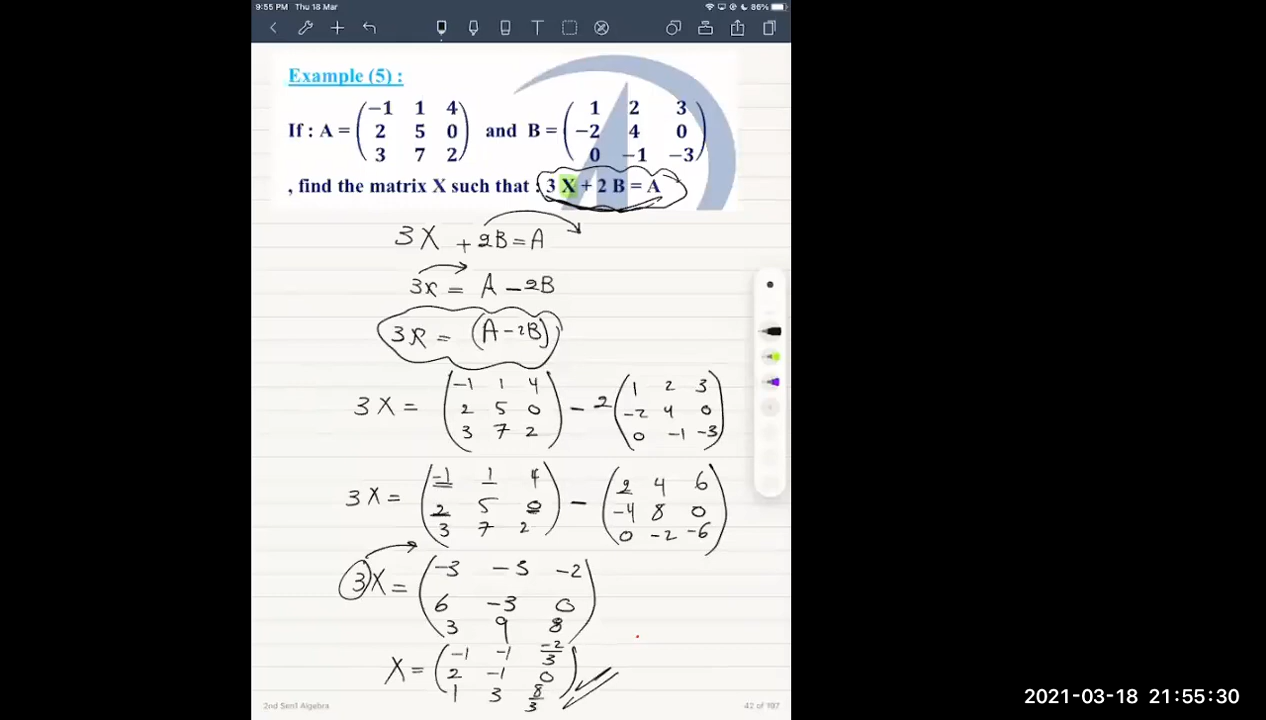 9:55 PM Thu 18 Mar 86%
Example (5) :
If : A = (−1 1 4 and B = (1 2 3
2 5 0 −2 4 0
3 7 2) 0 −1 −3)
, find the matrix X such that : 3 X + 2 B = A
3X + 2B = A
3x = A − 2B
3X = (A − 2B)
3X = (−1 1 4 − 2 (1 2 3
2 5 0 −2 4 0
3 7 2) 0 −1 −3)
3X = (−1 1 4 − (2 4 6
2 5 0 −4 8 0
3 7 2) 0 −2 −6)
3X = (−3 −3 −2
6 −3 0
3 9 8)
X = (−1 −1 −2/3
2 −1 0
1 3 8/3)
2nd Sen1 Algebra 42 of 197
2021-03-18 21:55:30